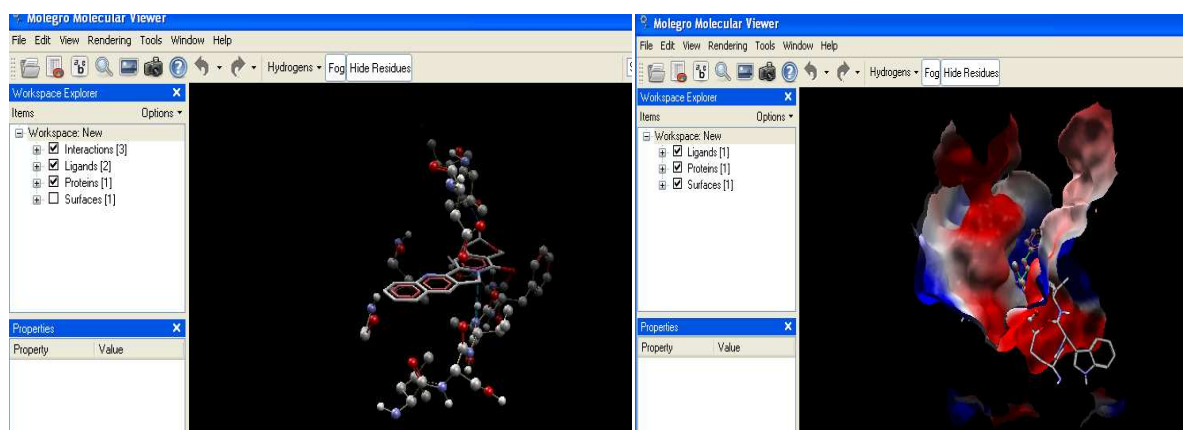 Molegro Molecular Viewer
File Edit View Rendering Tools Window Help
Hydrogens Fog Hide Residues
Workspace Explorer X
Items Options
Workspace: New
Interactions [3]
Ligands [2]
Proteins [1]
Surfaces [1]
Properties X
Property Value
Molegro Molecular Viewer
File Edit View Rendering Tools Window Help
Hydrogens Fog Hide Residues
Workspace Explorer X
Items Options
Workspace: New
Ligands [1]
Proteins [1]
Surfaces [1]
Properties X
Property Value